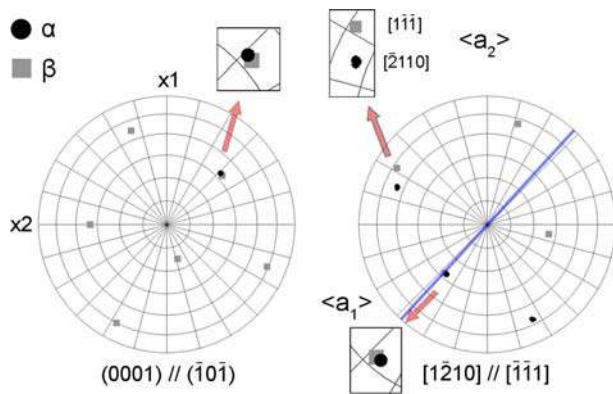 α
β
x1
x2
(0001) // (1̄01̄)
[11̄1̄]
[2̄110]
<a₂>
<a₁>
[12̄10] // [1̄1̄1]